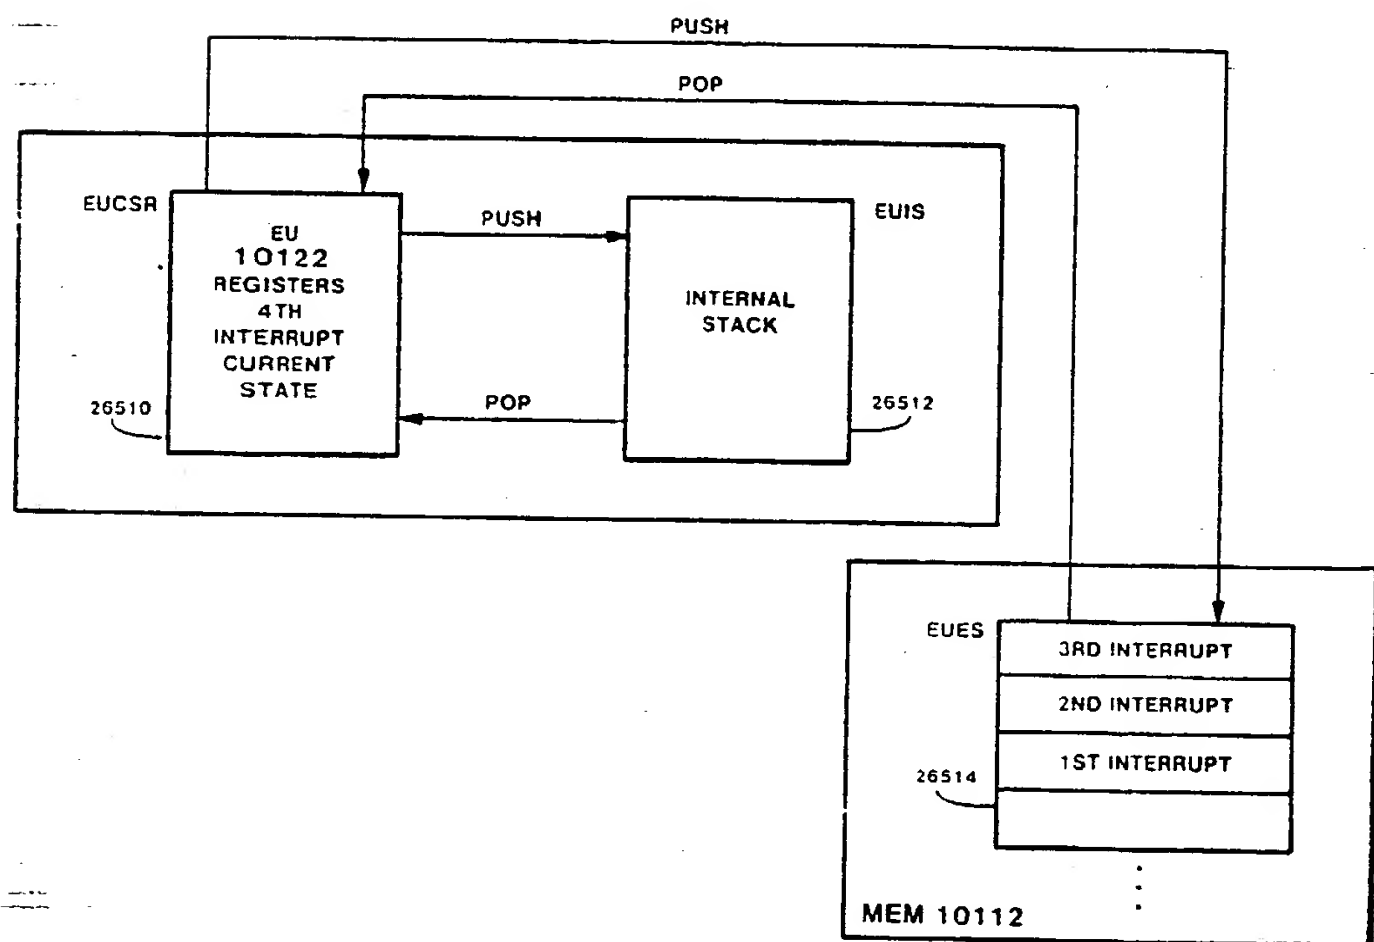 PUSH
POP
EUCSR
EU
10122
REGISTERS
4TH
INTERRUPT
CURRENT
STATE
26510
PUSH
POP
INTERNAL
STACK
EUIS
26512
EUES
3RD INTERRUPT
2ND INTERRUPT
1ST INTERRUPT
26514
MEM 10112